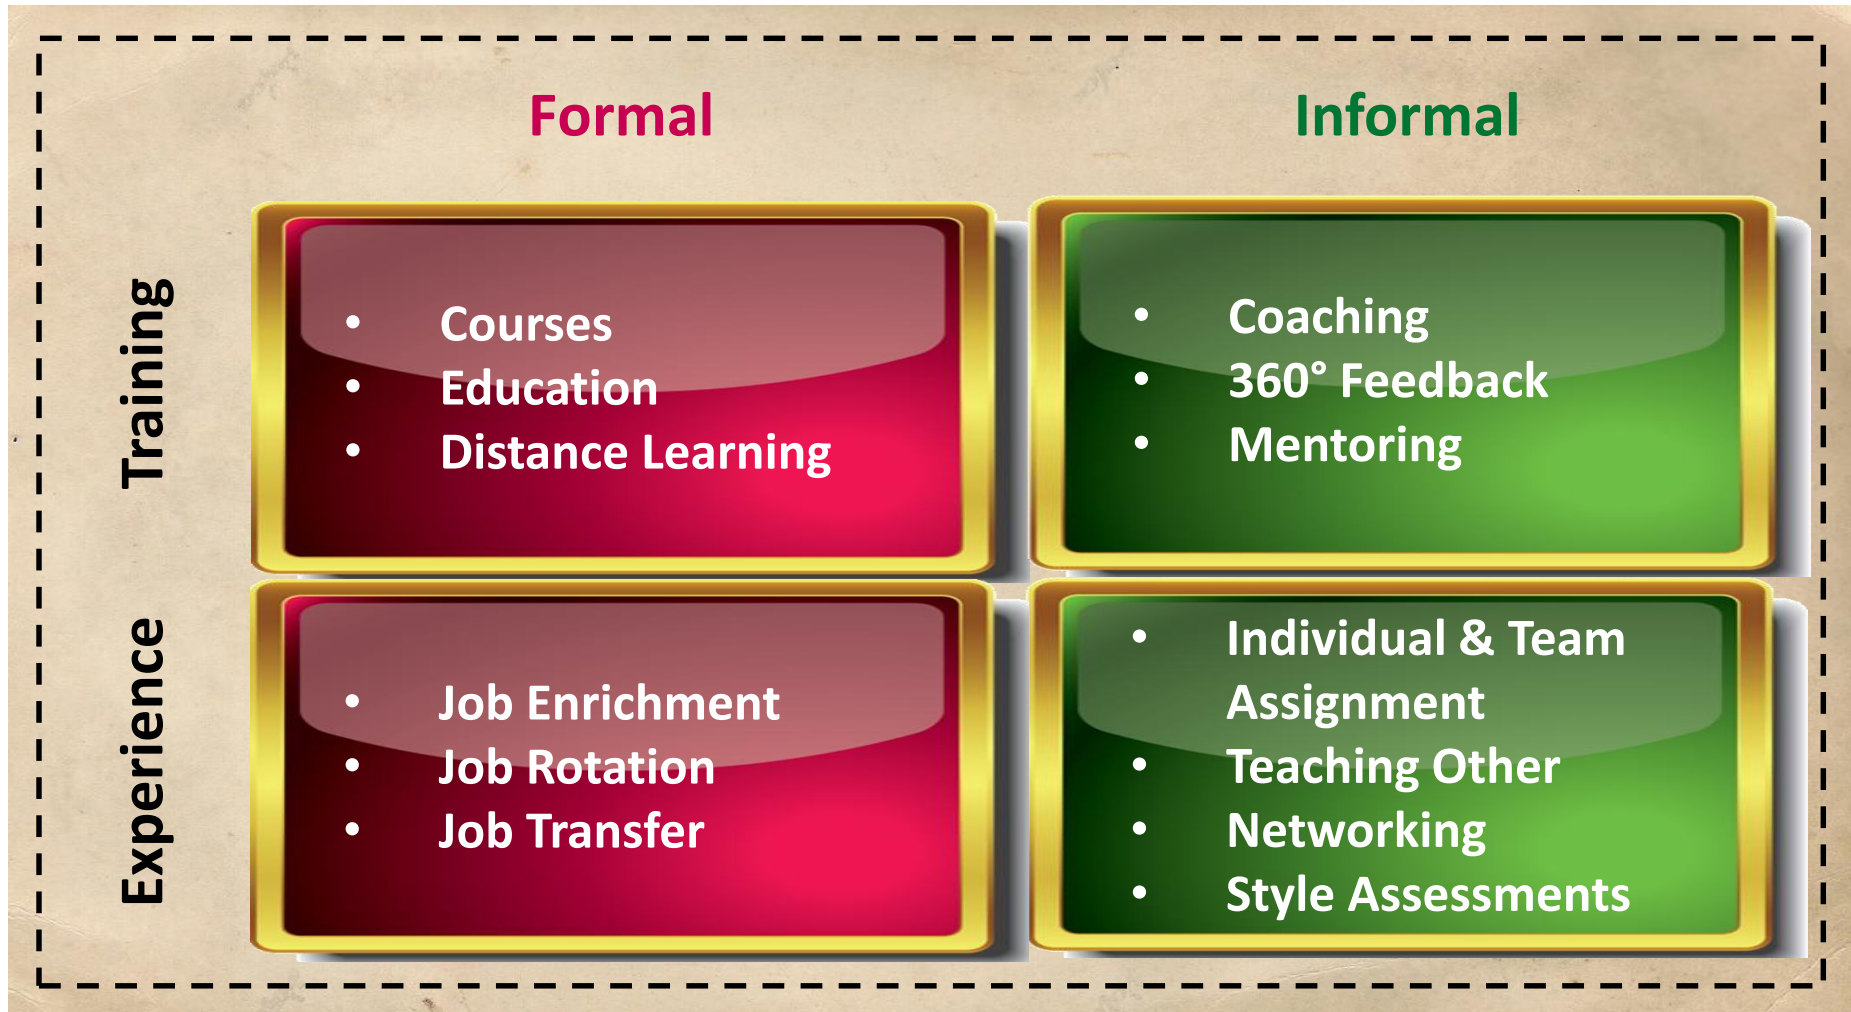 Formal
Informal
Training
• Courses
• Education
• Distance Learning
• Coaching
• 360° Feedback
• Mentoring
Experience
• Job Enrichment
• Job Rotation
• Job Transfer
• Individual & Team
Assignment
• Teaching Other
• Networking
• Style Assessments